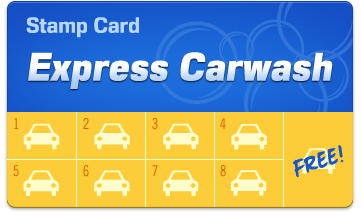 Stamp Card
Express Carwash
1 2 3 4
FREE!
5 6 7 8